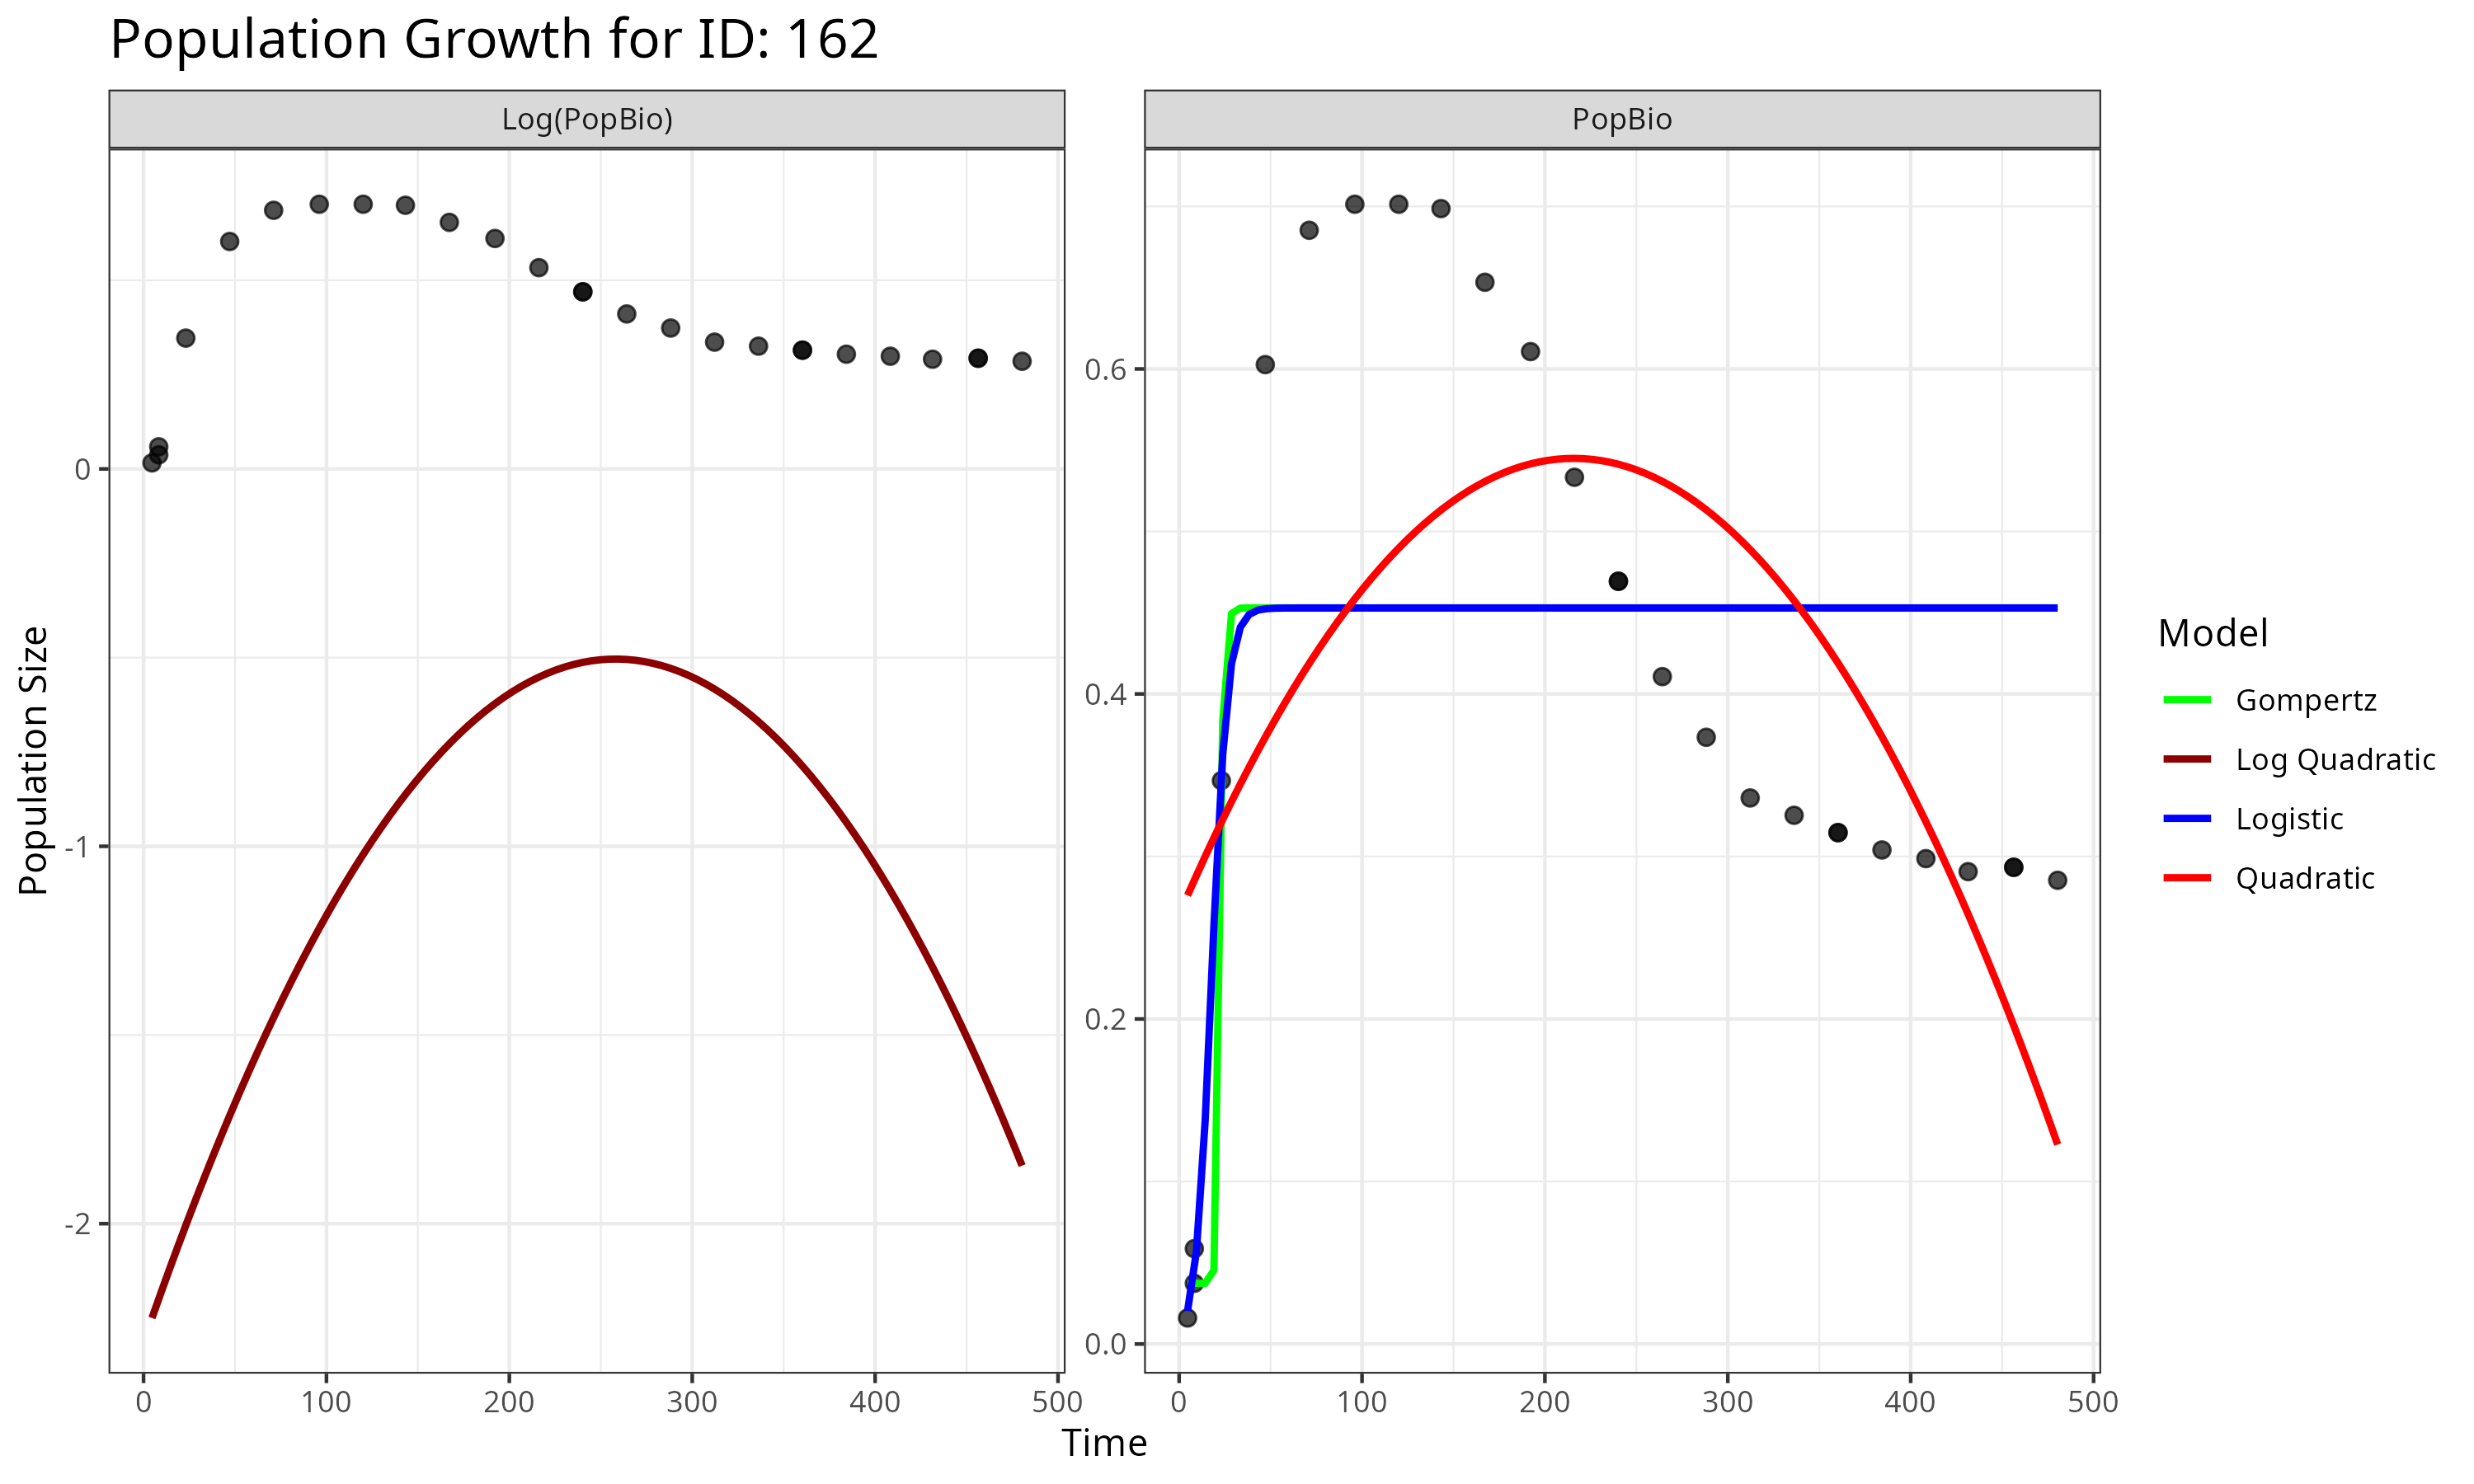 Population Growth for ID: 162
Log(PopBio)
PopBio
Population Size
0
-1
-2
0.6
0.4
0.2
0.0
0 100 200 300 400 500
0 100 200 300 400 500
Time
Model
Gompertz
Log Quadratic
Logistic
Quadratic